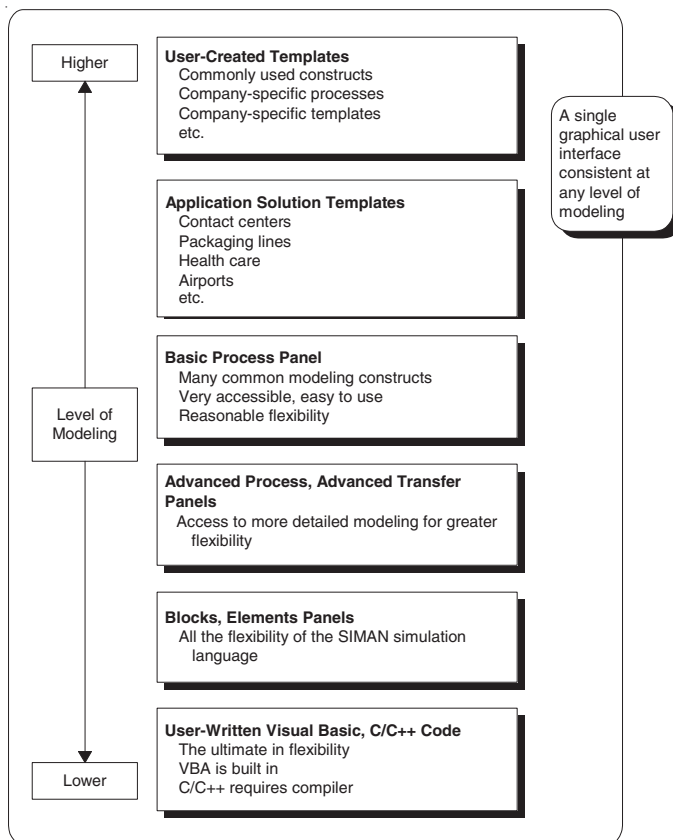 Higher
User-Created Templates
Commonly used constructs
Company-specific processes
Company-specific templates
etc.
A single
graphical user
interface
consistent at
any level of
modeling
Application Solution Templates
Contact centers
Packaging lines
Health care
Airports
etc.
Basic Process Panel
Many common modeling constructs
Very accessible, easy to use
Reasonable flexibility
Level of
Modeling
Advanced Process, Advanced Transfer
Panels
Access to more detailed modeling for greater
flexibility
Blocks, Elements Panels
All the flexibility of the SIMAN simulation
language
User-Written Visual Basic, C/C++ Code
The ultimate in flexibility
VBA is built in
C/C++ requires compiler
Lower